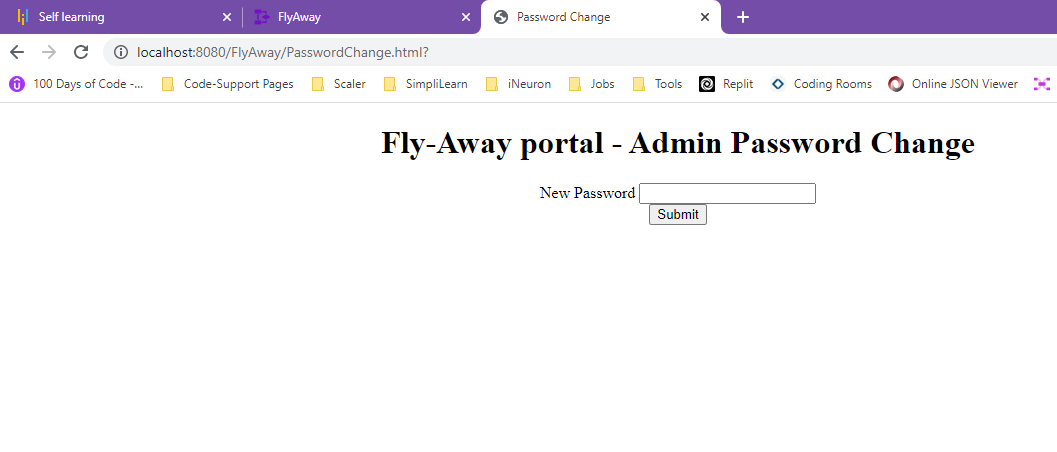 Self learning FlyAway Password Change
localhost:8080/FlyAway/PasswordChange.html?
100 Days of Code -... Code-Support Pages Scaler SimpliLearn iNeuron Jobs Tools Replit Coding Rooms Online JSON Viewer
Fly-Away portal - Admin Password Change
New Password
Submit